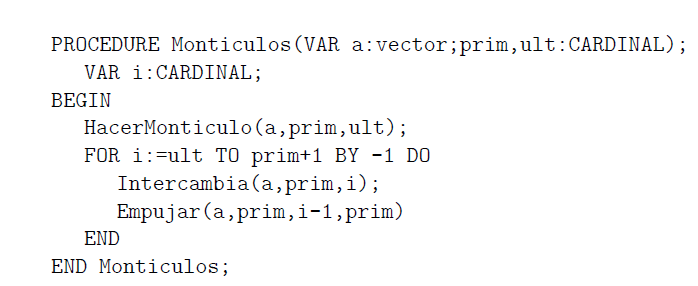 PROCEDURE Monticulos(VAR a:vector;prim,ult:CARDINAL);
VAR i:CARDINAL;
BEGIN
HacerMonticulo(a,prim,ult);
FOR i:=ult TO prim+1 BY -1 DO
Intercambia(a,prim,i);
Empujar(a,prim,i-1,prim)
END
END Monticulos;